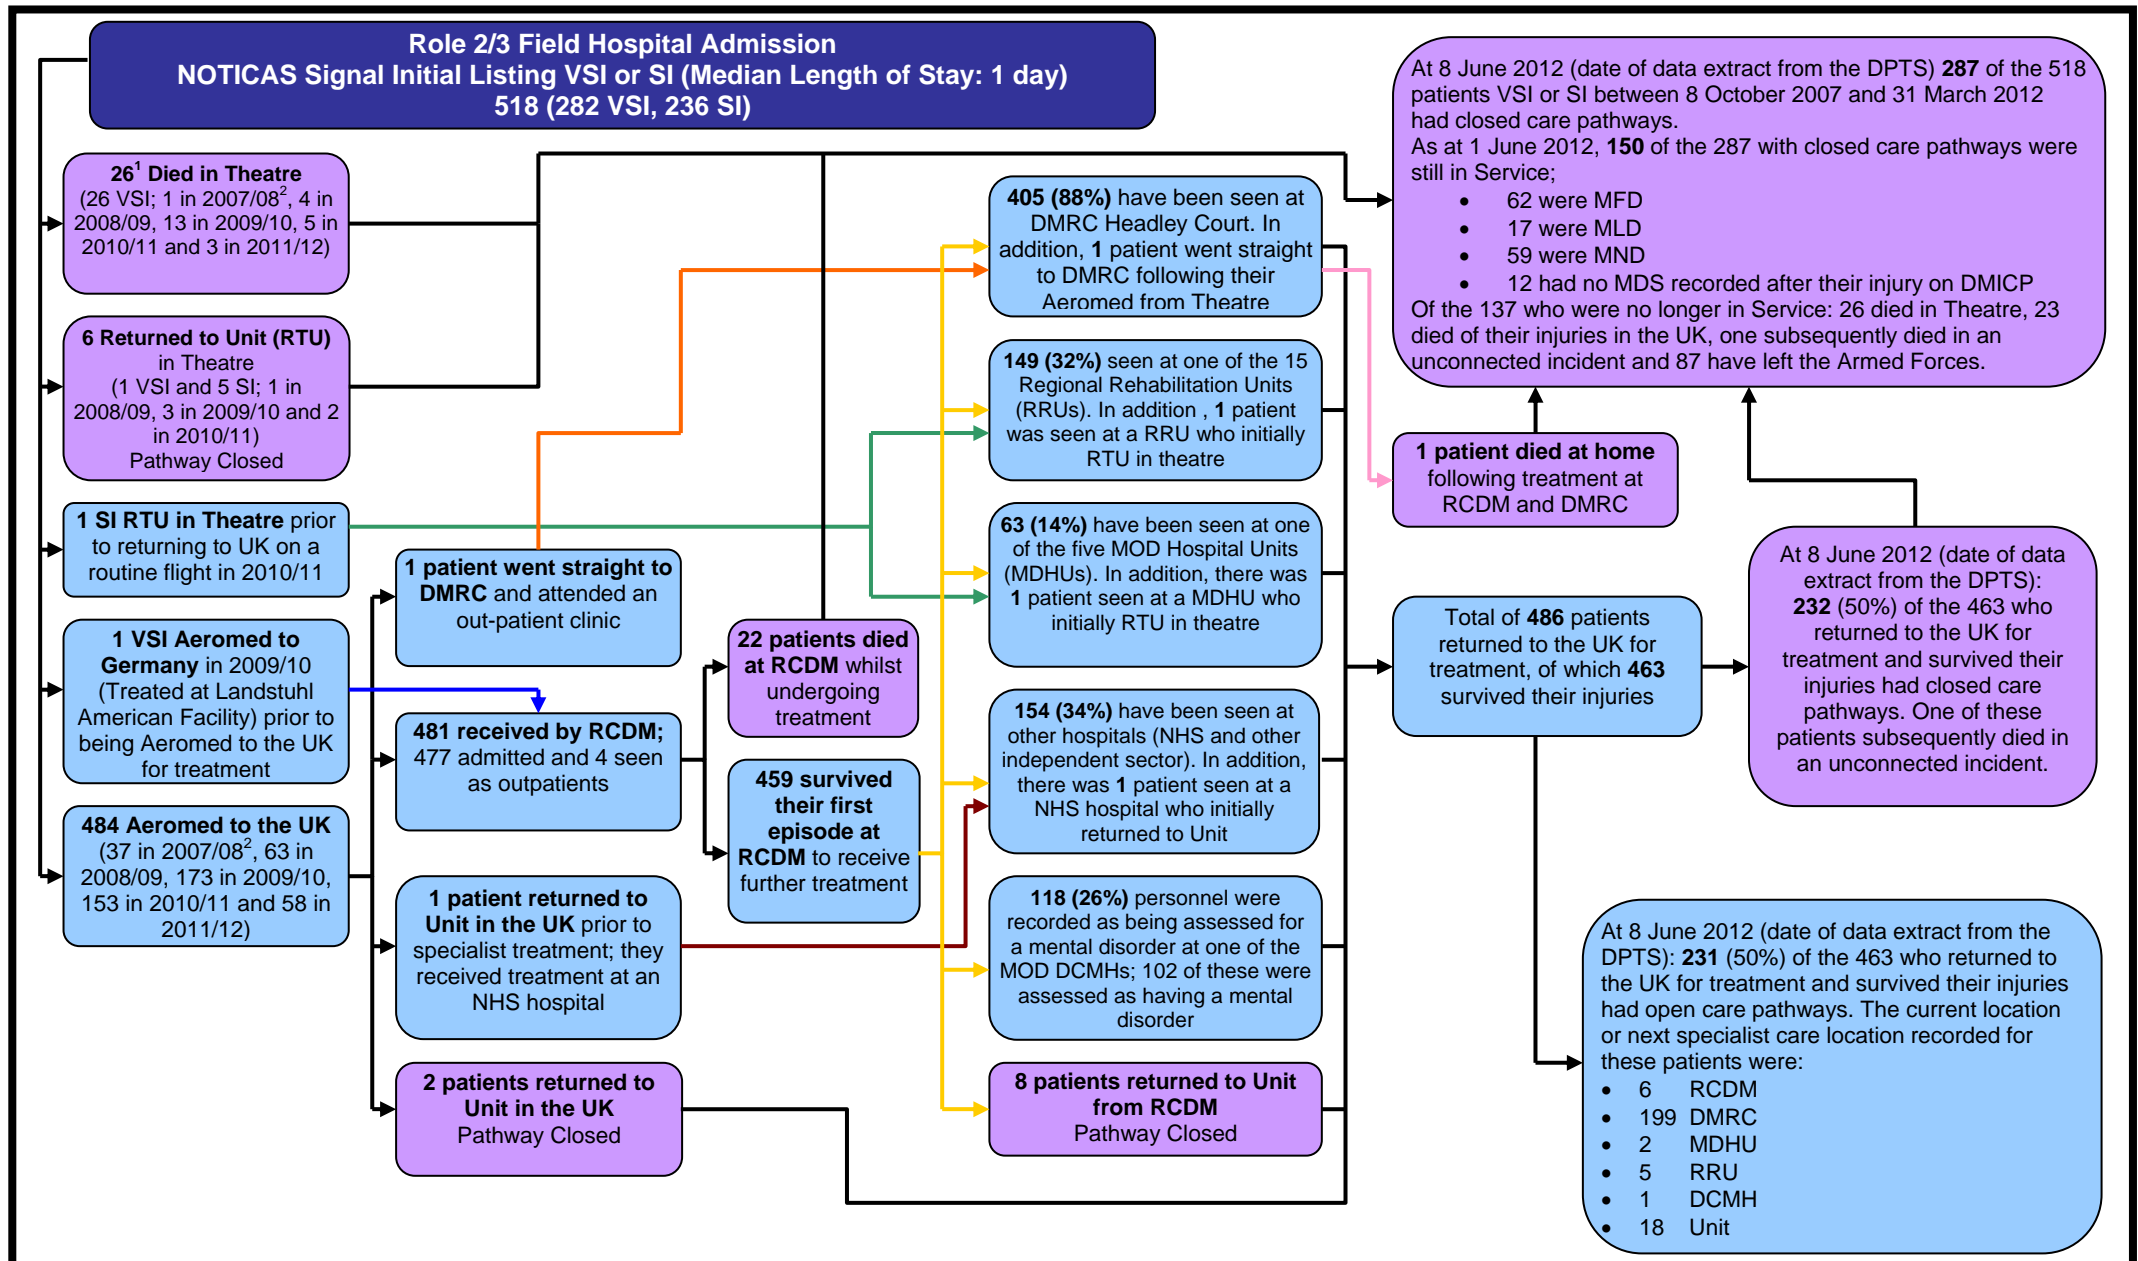 Role 2/3 Field Hospital Admission
NOTICAS Signal Initial Listing VSI or SI (Median Length of Stay: 1 day)
518 (282 VSI, 236 SI)
26¹ Died in Theatre
(26 VSI; 1 in 2007/08², 4 in
2008/09, 13 in 2009/10, 5 in
2010/11 and 3 in 2011/12)
6 Returned to Unit (RTU)
in Theatre
(1 VSI and 5 SI; 1 in
2008/09, 3 in 2009/10 and 2
in 2010/11)
Pathway Closed
1 SI RTU in Theatre prior
to returning to UK on a
routine flight in 2010/11
1 VSI Aeromed to
Germany in 2009/10
(Treated at Landstuhl
American Facility) prior to
being Aeromed to the UK
for treatment
484 Aeromed to the UK
(37 in 2007/08², 63 in
2008/09, 173 in 2009/10,
153 in 2010/11 and 58 in
2011/12)
1 patient went straight to
DMRC and attended an
out-patient clinic
481 received by RCDM;
477 admitted and 4 seen
as outpatients
1 patient returned to
Unit in the UK prior to
specialist treatment; they
received treatment at an
NHS hospital
2 patients returned to
Unit in the UK
Pathway Closed
22 patients died
at RCDM whilst
undergoing
treatment
459 survived
their first
episode at
RCDM to receive
further treatment
405 (88%) have been seen at
DMRC Headley Court. In
addition, 1 patient went straight
to DMRC following their
Aeromed from Theatre
149 (32%) seen at one of the 15
Regional Rehabilitation Units
(RRUs). In addition , 1 patient
was seen at a RRU who initially
RTU in theatre
63 (14%) have been seen at one
of the five MOD Hospital Units
(MDHUs). In addition, there was
1 patient seen at a MDHU who
initially RTU in theatre
154 (34%) have been seen at
other hospitals (NHS and other
independent sector). In addition,
there was 1 patient seen at a
NHS hospital who initially
returned to Unit
118 (26%) personnel were
recorded as being assessed for
a mental disorder at one of the
MOD DCMHs; 102 of these were
assessed as having a mental
disorder
8 patients returned to Unit
from RCDM
Pathway Closed
At 8 June 2012 (date of data extract from the DPTS) 287 of the 518
patients VSI or SI between 8 October 2007 and 31 March 2012
had closed care pathways.
As at 1 June 2012, 150 of the 287 with closed care pathways were
still in Service;
• 62 were MFD
• 17 were MLD
• 59 were MND
• 12 had no MDS recorded after their injury on DMICP
Of the 137 who were no longer in Service: 26 died in Theatre, 23
died of their injuries in the UK, one subsequently died in an
unconnected incident and 87 have left the Armed Forces.
1 patient died at home
following treatment at
RCDM and DMRC
Total of 486 patients
returned to the UK for
treatment, of which 463
survived their injuries
At 8 June 2012 (date of data
extract from the DPTS):
232 (50%) of the 463 who
returned to the UK for
treatment and survived their
injuries had closed care
pathways. One of these
patients subsequently died in
an unconnected incident.
At 8 June 2012 (date of data extract from the
DPTS): 231 (50%) of the 463 who returned to
the UK for treatment and survived their injuries
had open care pathways. The current location
or next specialist care location recorded for
these patients were:
• 6 RCDM
• 199 DMRC
• 2 MDHU
• 5 RRU
• 1 DCMH
• 18 Unit